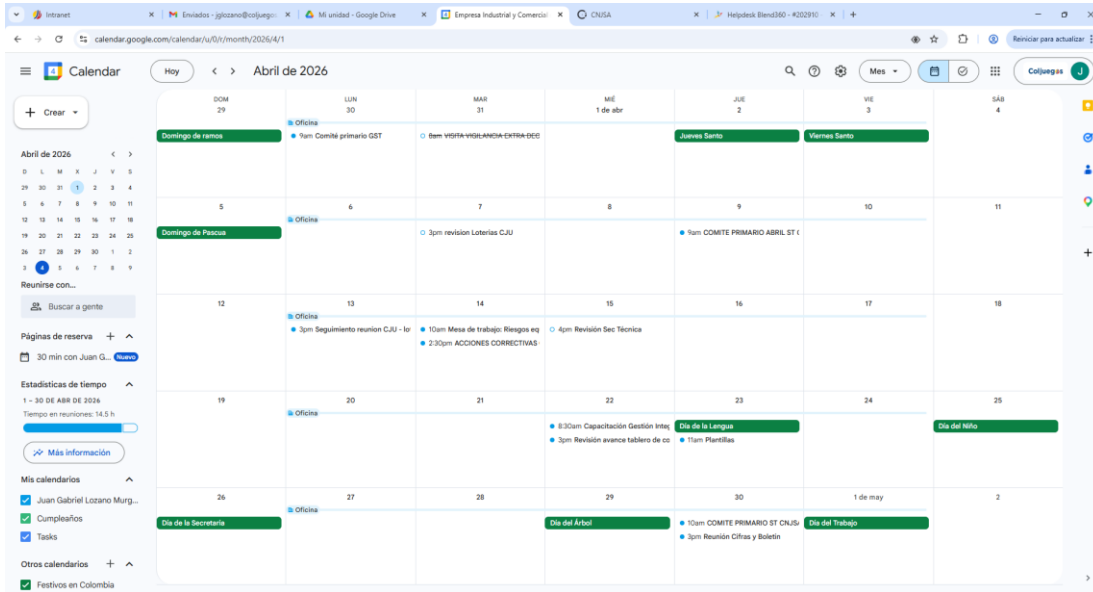 Intranet
Enviados - jglozano@coljuegos
Mi unidad - Google Drive
Empresa Industrial y Comercial
CNJSA
Helpdesk Blend360 - #202910
calendar.google.com/calendar/u/0/r/month/2026/4/1
Reiniciar para actualizar
4
Calendar
Hoy
Abril de 2026
Mes
Coljuegos
J
Crear
Abril de 2026
D L M X J V S
29 30 31 1 2 3 4
5 6 7 8 9 10 11
12 13 14 15 16 17 18
19 20 21 22 23 24 25
26 27 28 29 30 1 2
3 4 5 6 7 8 9
Reunirse con...
Buscar a gente
Páginas de reserva
30 min con Juan G... Nuevo
Estadísticas de tiempo
1 – 30 DE ABR DE 2026
Tiempo en reuniones: 14.5 h
Más información
Mis calendarios
Juan Gabriel Lozano Murg...
Cumpleaños
Tasks
Otros calendarios
Festivos en Colombia
DOM LUN MAR MIÉ JUE VIE SÁB
29 30 31 1 de abr 2 3 4
Oficina
Domingo de ramos
9am Comité primario GST
8am VISITA VIGILANCIA EXTRA DEC
Jueves Santo
Viernes Santo
5 6 7 8 9 10 11
Oficina
Domingo de Pascua
3pm revision Loterias CJU
9am COMITE PRIMARIO ABRIL ST
12 13 14 15 16 17 18
Oficina
3pm Seguimiento reunion CJU - lo
10am Mesa de trabajo: Riesgos eq
4pm Revisión Sec Técnica
2:30pm ACCIONES CORRECTIVAS
19 20 21 22 23 24 25
Oficina
8:30am Capacitación Gestión Integ
Día de la Lengua
Día del Niño
3pm Revisión avance tablero de co
11am Plantillas
26 27 28 29 30 1 de may 2
Oficina
Día de la Secretaria
Día del Árbol
10am COMITE PRIMARIO ST CNJSA
Día del Trabajo
3pm Reunión Cifras y Boletín